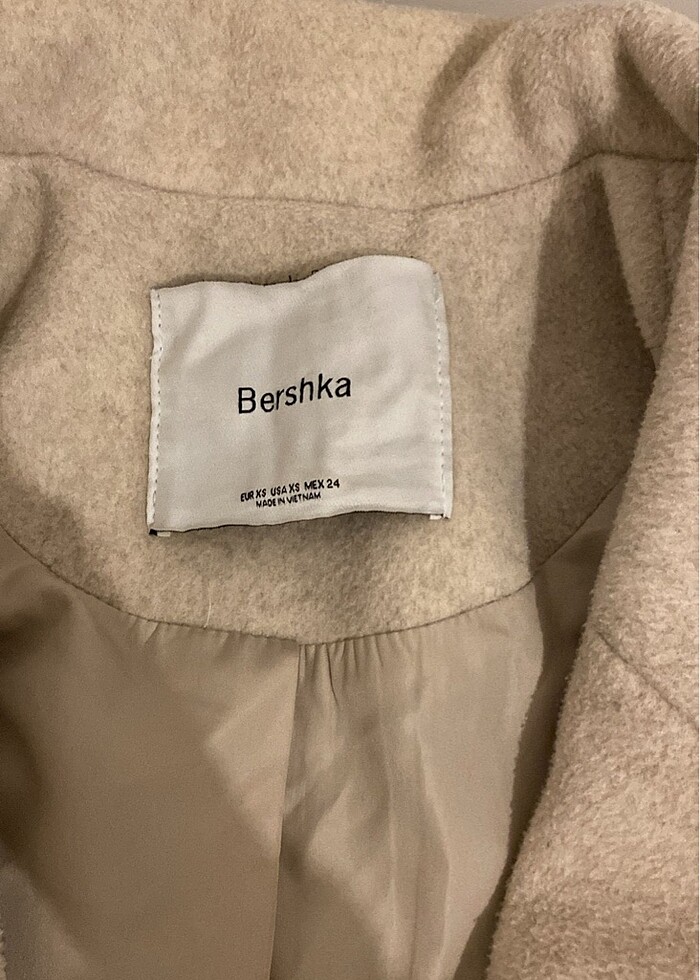 Bershka
EUR XS USA XS MEX 24
MADE IN VIETNAM